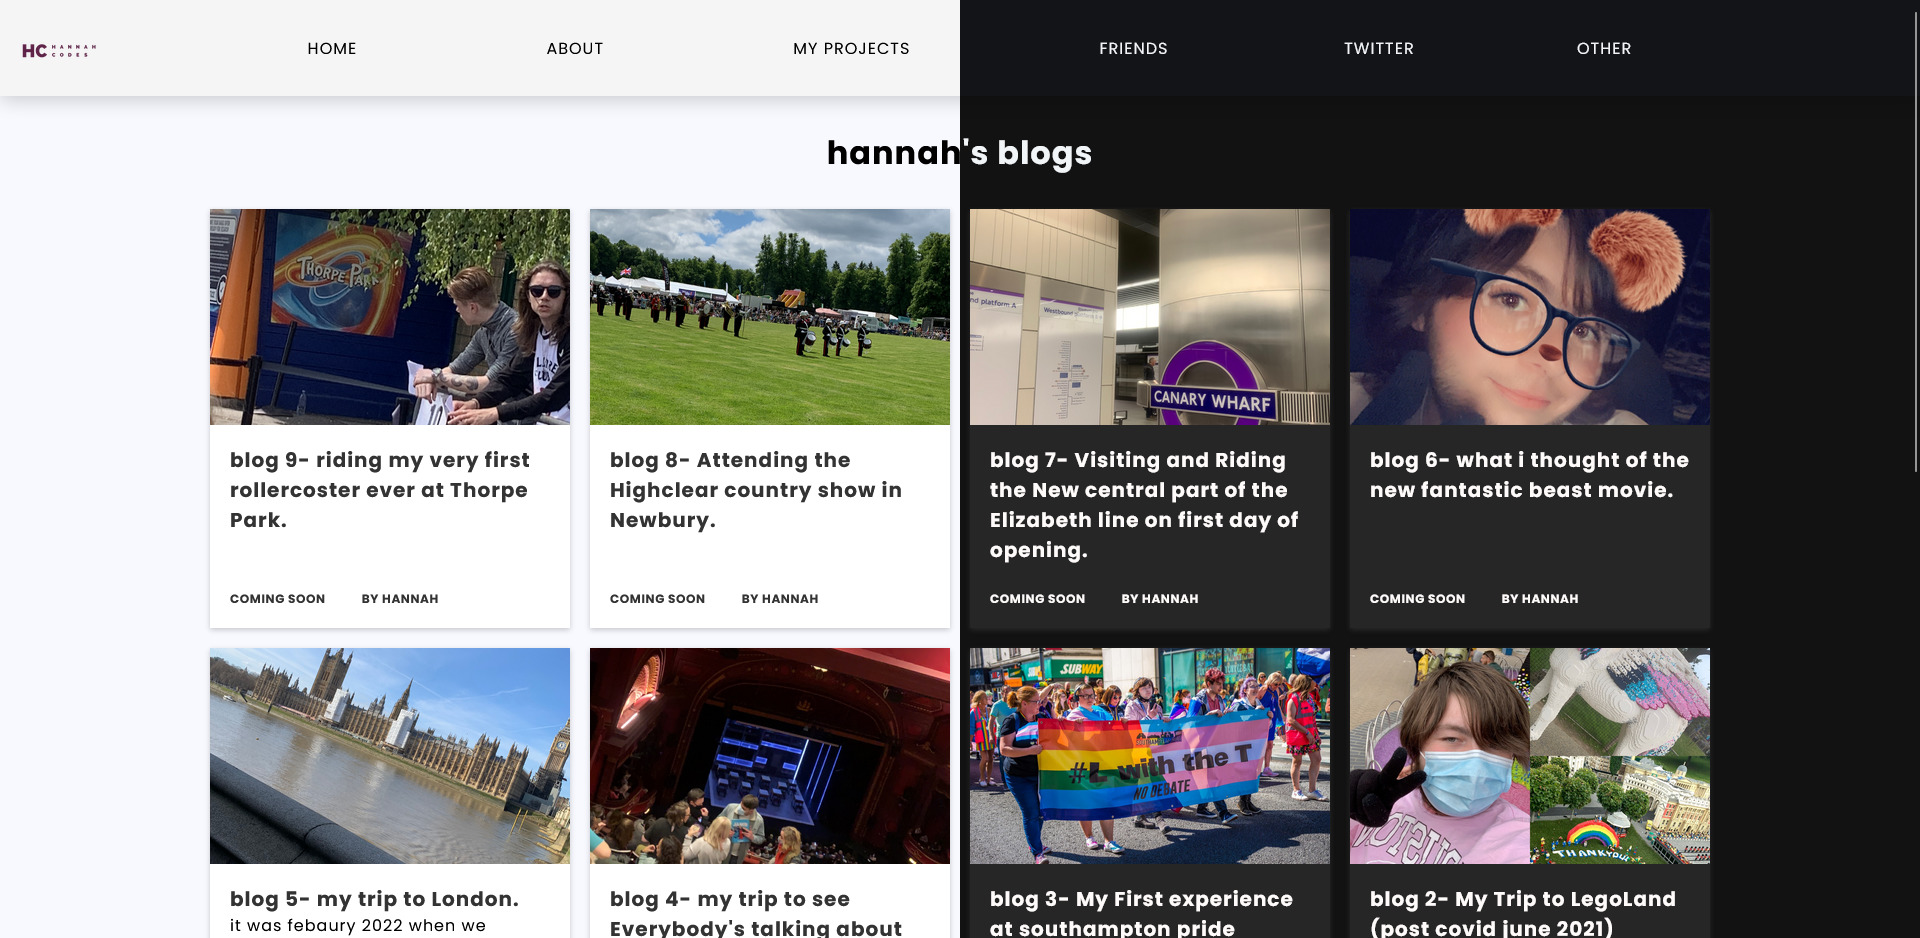 HC HANNAH
CODES
HOME
ABOUT
MY PROJECTS
FRIENDS
TWITTER
OTHER
hannah's blogs
THORPE PARK
nd platform A
Westbound
CANARY WHARF
blog 9- riding my very first
rollercoster ever at Thorpe
Park.
COMING SOON
BY HANNAH
blog 8- Attending the
Highclear country show in
Newbury.
COMING SOON
BY HANNAH
blog 7- Visiting and Riding
the New central part of the
Elizabeth line on first day of
opening.
COMING SOON
BY HANNAH
blog 6- what i thought of the
new fantastic beast movie.
COMING SOON
BY HANNAH
SUBWAY
#L with the T
NO DEBATE
THANKYOU
blog 5- my trip to London.
it was febaury 2022 when we
blog 4- my trip to see
Everybody's talking about
blog 3- My First experience
at southampton pride
blog 2- My Trip to LegoLand
(post covid june 2021)